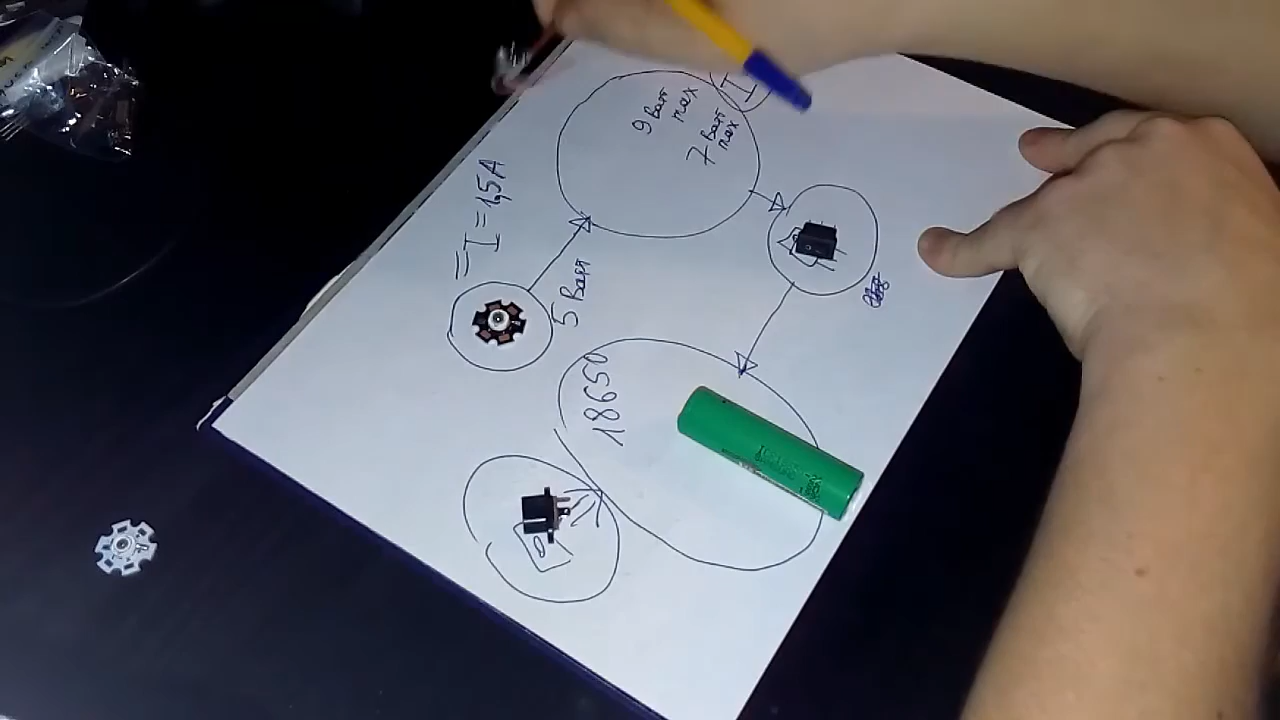 9 Ватт
max
7 Ватт
max
I
= I = 1,5A
5 Ватт
18650